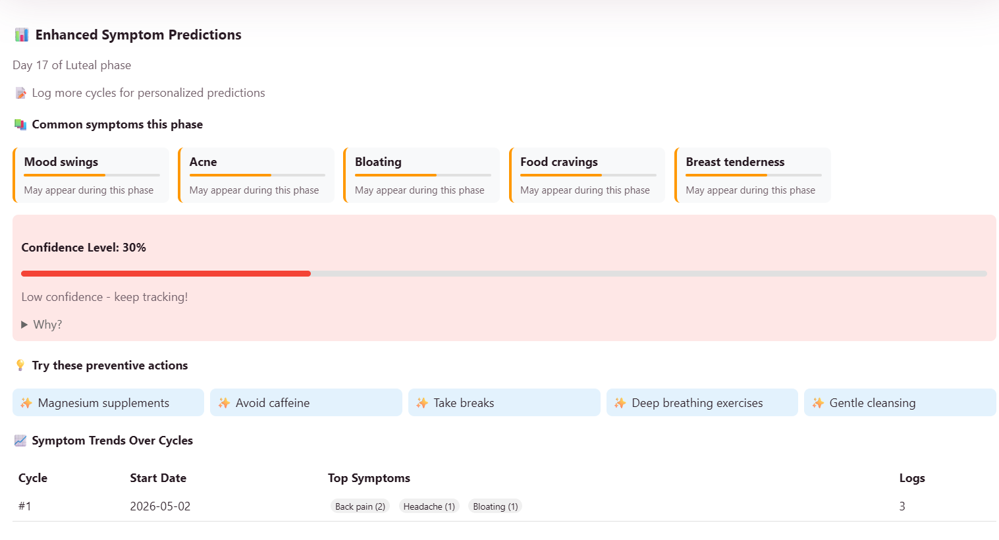 Enhanced Symptom Predictions
Day 17 of Luteal phase
Log more cycles for personalized predictions
Common symptoms this phase
Mood swings
May appear during this phase
Acne
May appear during this phase
Bloating
May appear during this phase
Food cravings
May appear during this phase
Breast tenderness
May appear during this phase
Confidence Level: 30%
Low confidence - keep tracking!
Why?
Try these preventive actions
Magnesium supplements
Avoid caffeine
Take breaks
Deep breathing exercises
Gentle cleansing
Symptom Trends Over Cycles
Cycle Start Date Top Symptoms Logs
#1 2026-05-02 Back pain (2) Headache (1) Bloating (1) 3